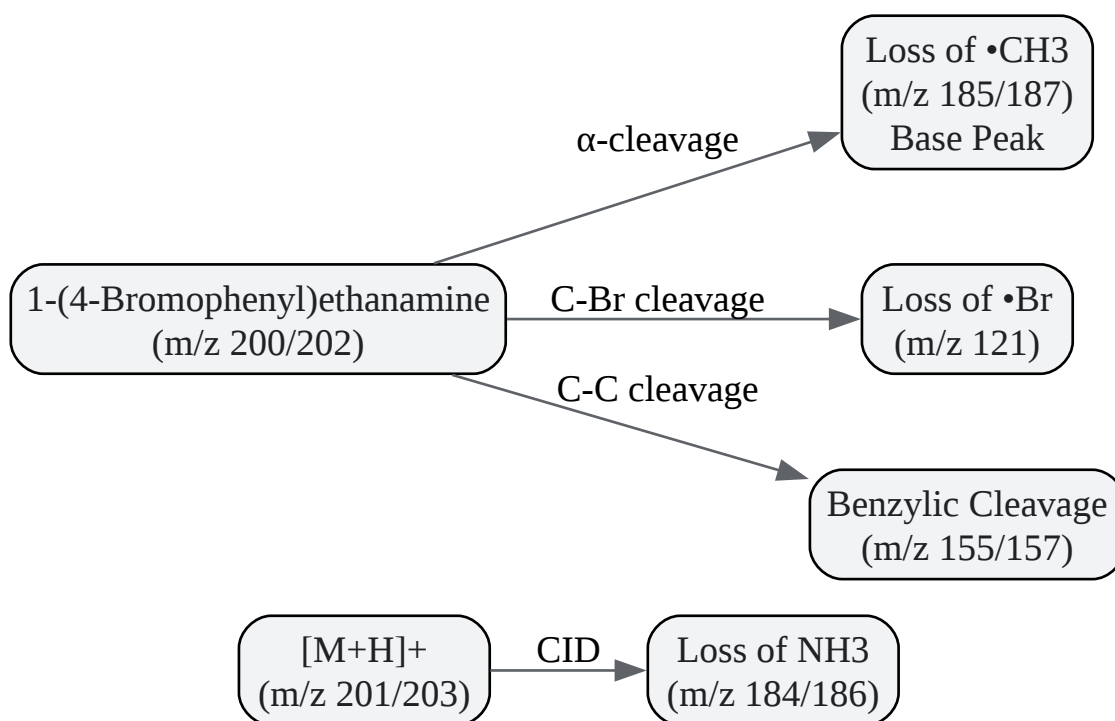 Loss of •CH3
(m/z 185/187)
Base Peak
α-cleavage
1-(4-Bromophenyl)ethanamine
(m/z 200/202)
C-Br cleavage
Loss of •Br
(m/z 121)
C-C cleavage
Benzylic Cleavage
(m/z 155/157)
[M+H]+
(m/z 201/203)
CID
Loss of NH3
(m/z 184/186)